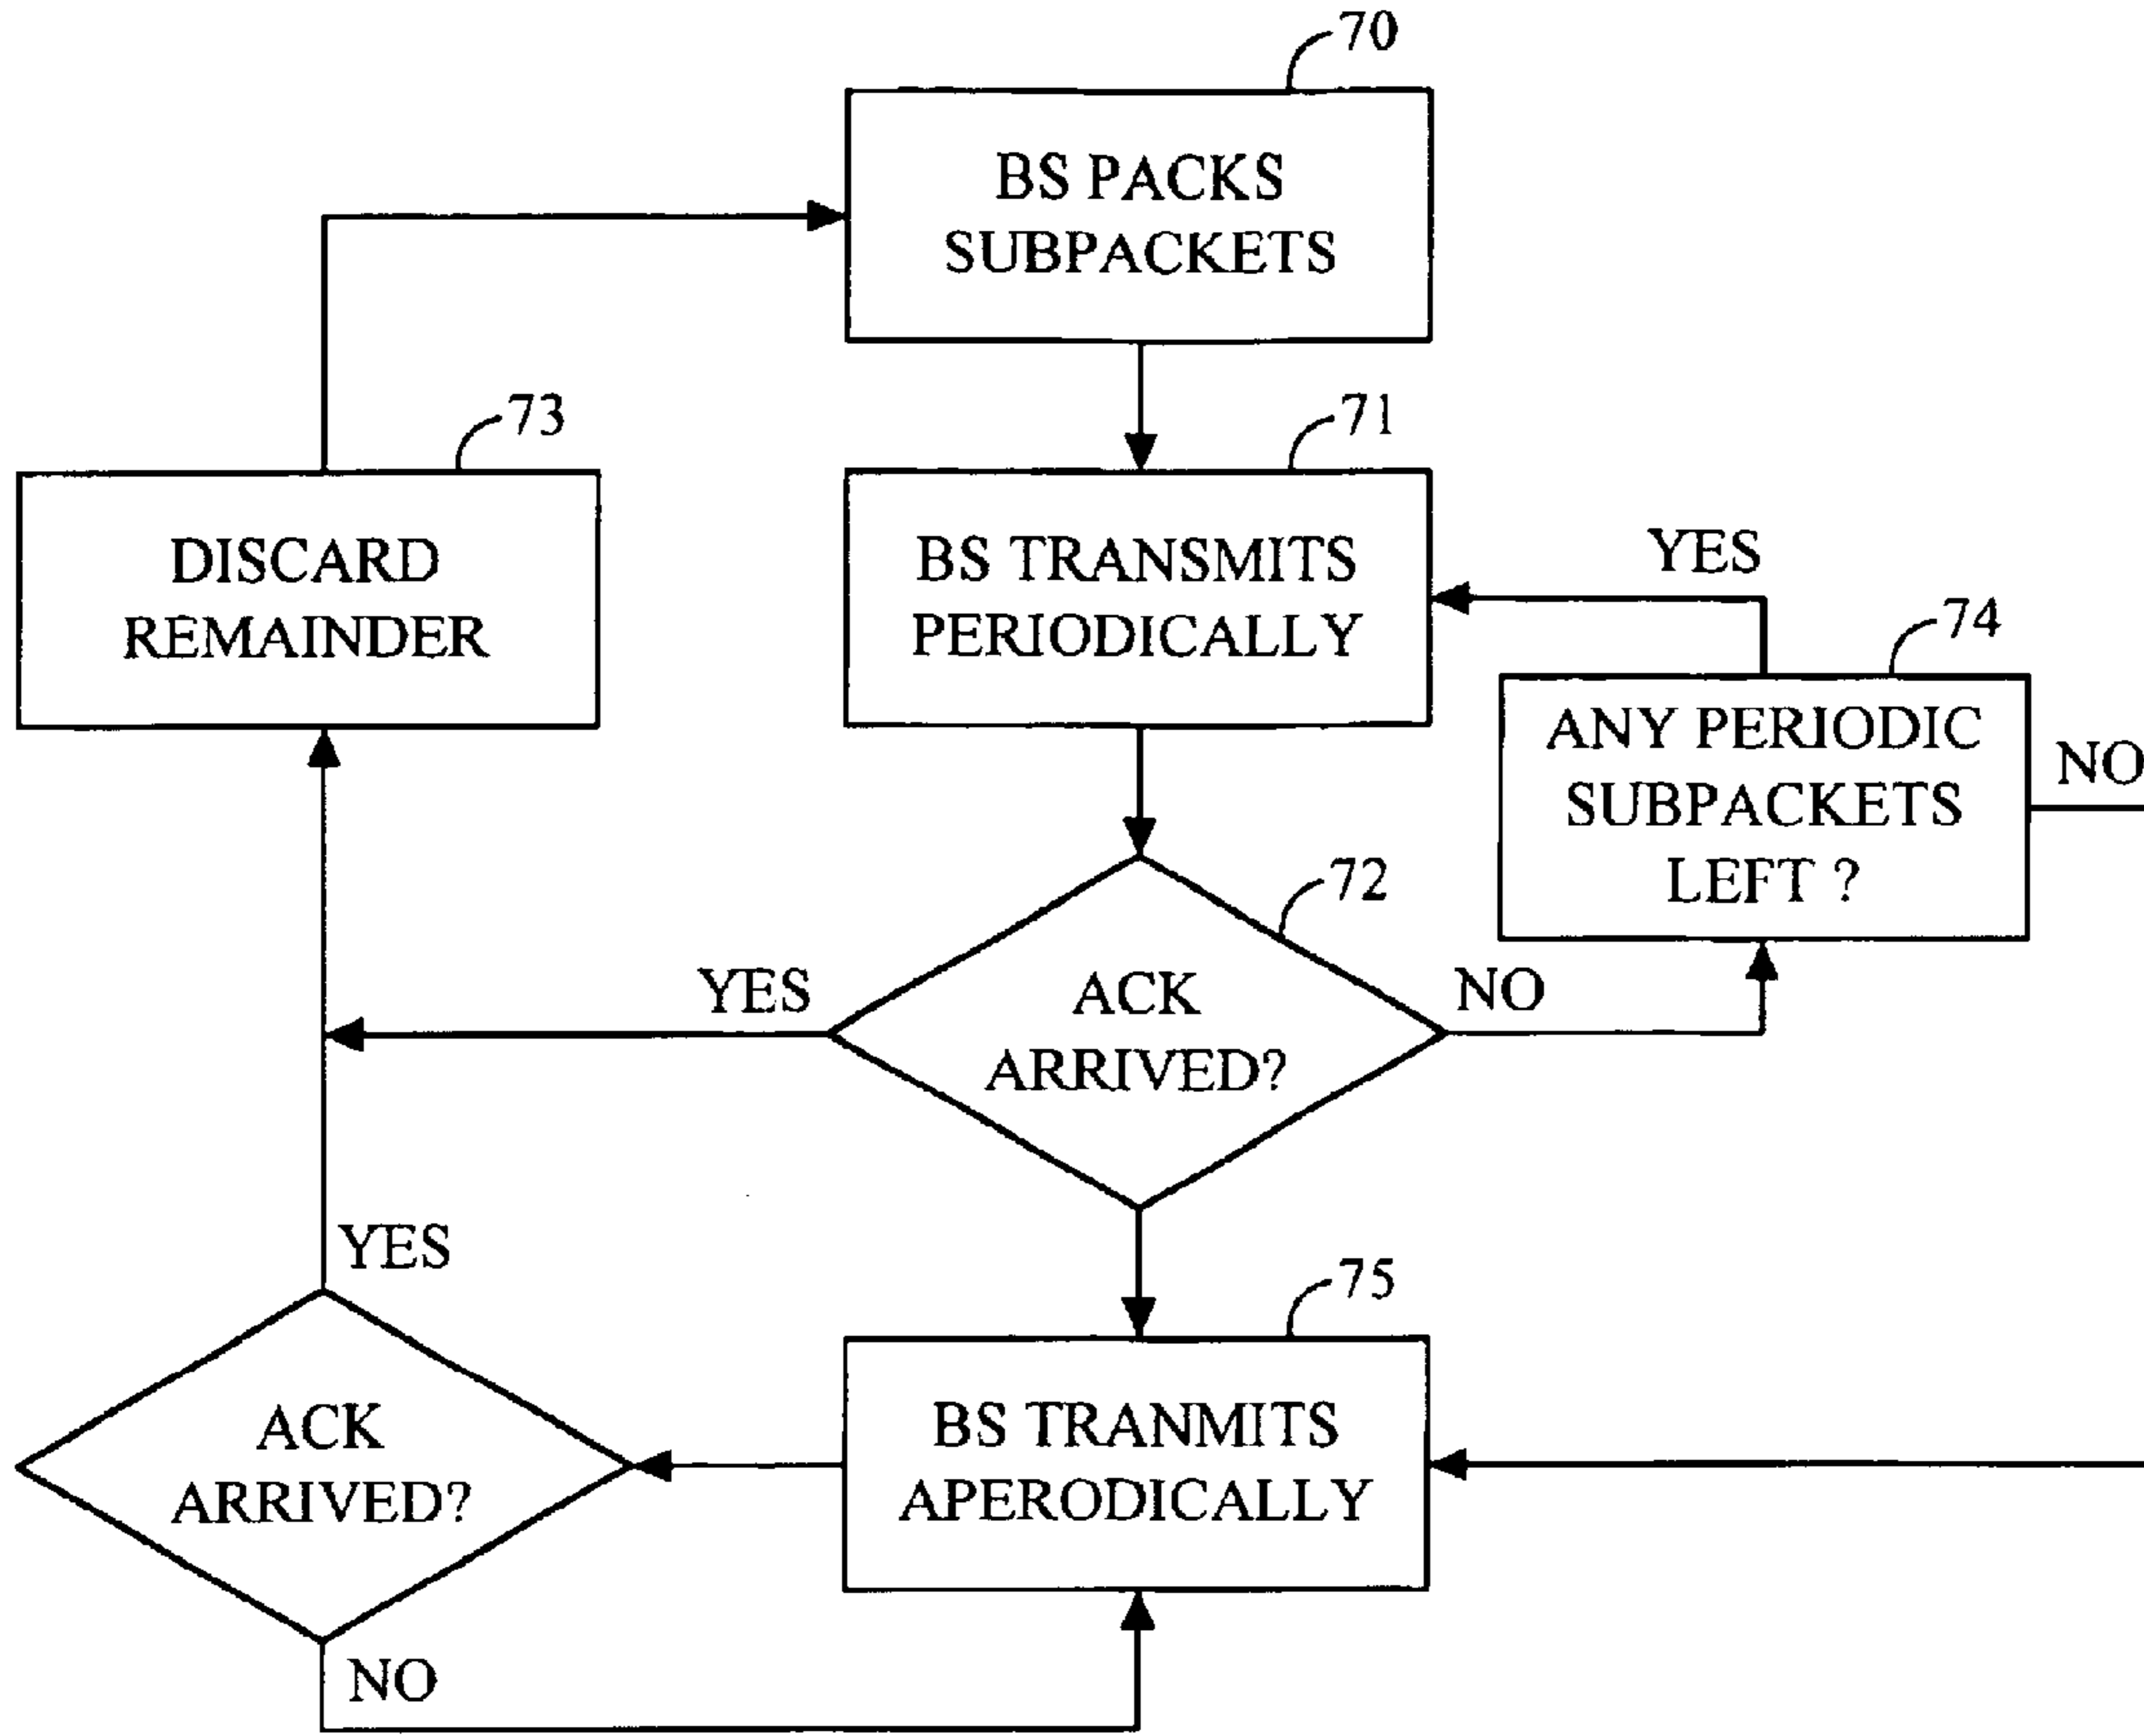 70
BS PACKS
SUBPACKETS
73
71
DISCARD
REMAINDER
BS TRANSMITS
PERIODICALLY
YES
74
ANY PERIODIC
SUBPACKETS
LEFT ?
NO
72
YES
ACK
ARRIVED?
NO
YES
75
ACK
ARRIVED?
BS TRANMITS
APERODICALLY
NO